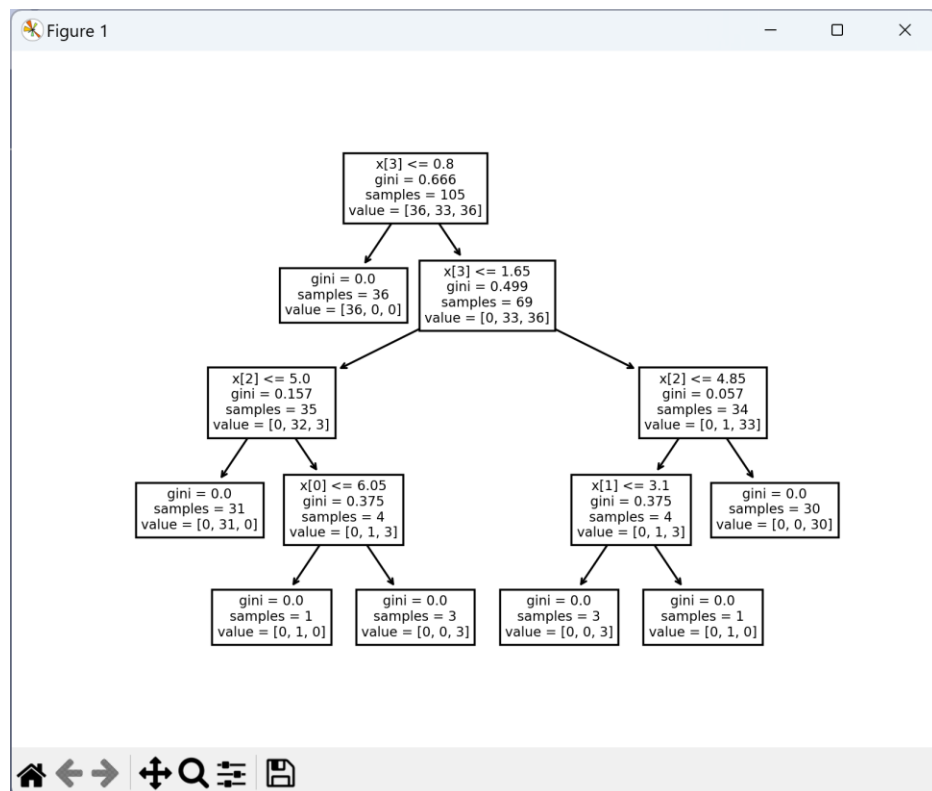 Figure 1
x[3] <= 0.8
gini = 0.666
samples = 105
value = [36, 33, 36]
gini = 0.0
samples = 36
value = [36, 0, 0]
x[3] <= 1.65
gini = 0.499
samples = 69
value = [0, 33, 36]
x[2] <= 5.0
gini = 0.157
samples = 35
value = [0, 32, 3]
x[2] <= 4.85
gini = 0.057
samples = 34
value = [0, 1, 33]
gini = 0.0
samples = 31
value = [0, 31, 0]
x[0] <= 6.05
gini = 0.375
samples = 4
value = [0, 1, 3]
x[1] <= 3.1
gini = 0.375
samples = 4
value = [0, 1, 3]
gini = 0.0
samples = 30
value = [0, 0, 30]
gini = 0.0
samples = 1
value = [0, 1, 0]
gini = 0.0
samples = 3
value = [0, 0, 3]
gini = 0.0
samples = 3
value = [0, 0, 3]
gini = 0.0
samples = 1
value = [0, 1, 0]